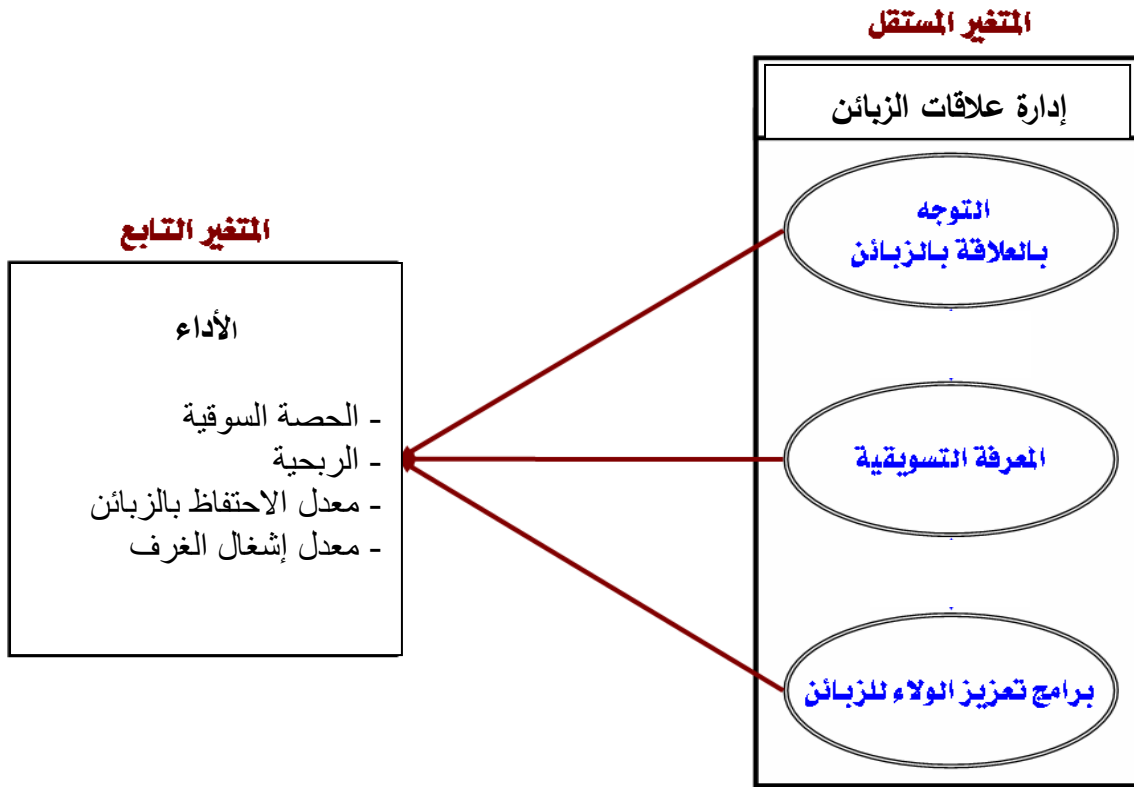 المتغير المستقل
إدارة علاقات الزبائن
التوجه
بالعلاقة بالزبائن
المعرفة التسويقية
برامج تعزيز الولاء للزبائن
المتغير التابع
الأداء
- الحصة السوقية
- الربحية
- معدل الاحتفاظ بالزبائن
- معدل إشغال الغرف